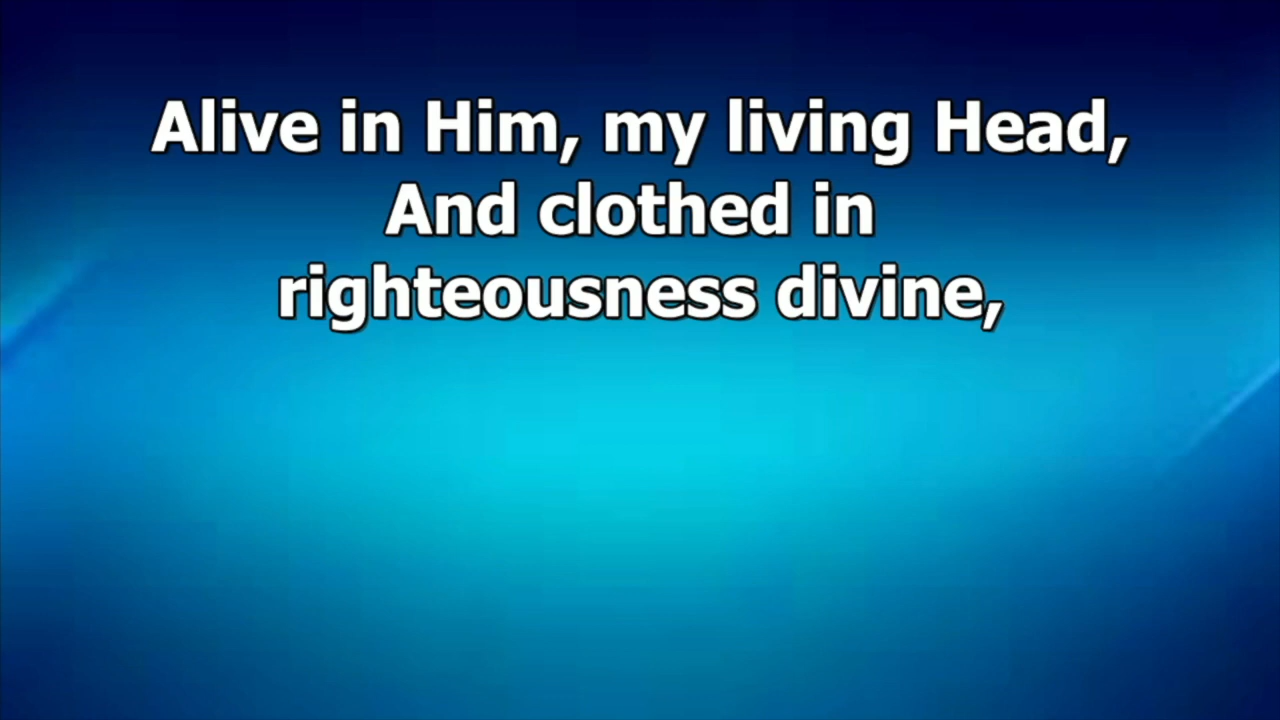 Alive in Him, my living Head,
And clothed in
righteousness divine,